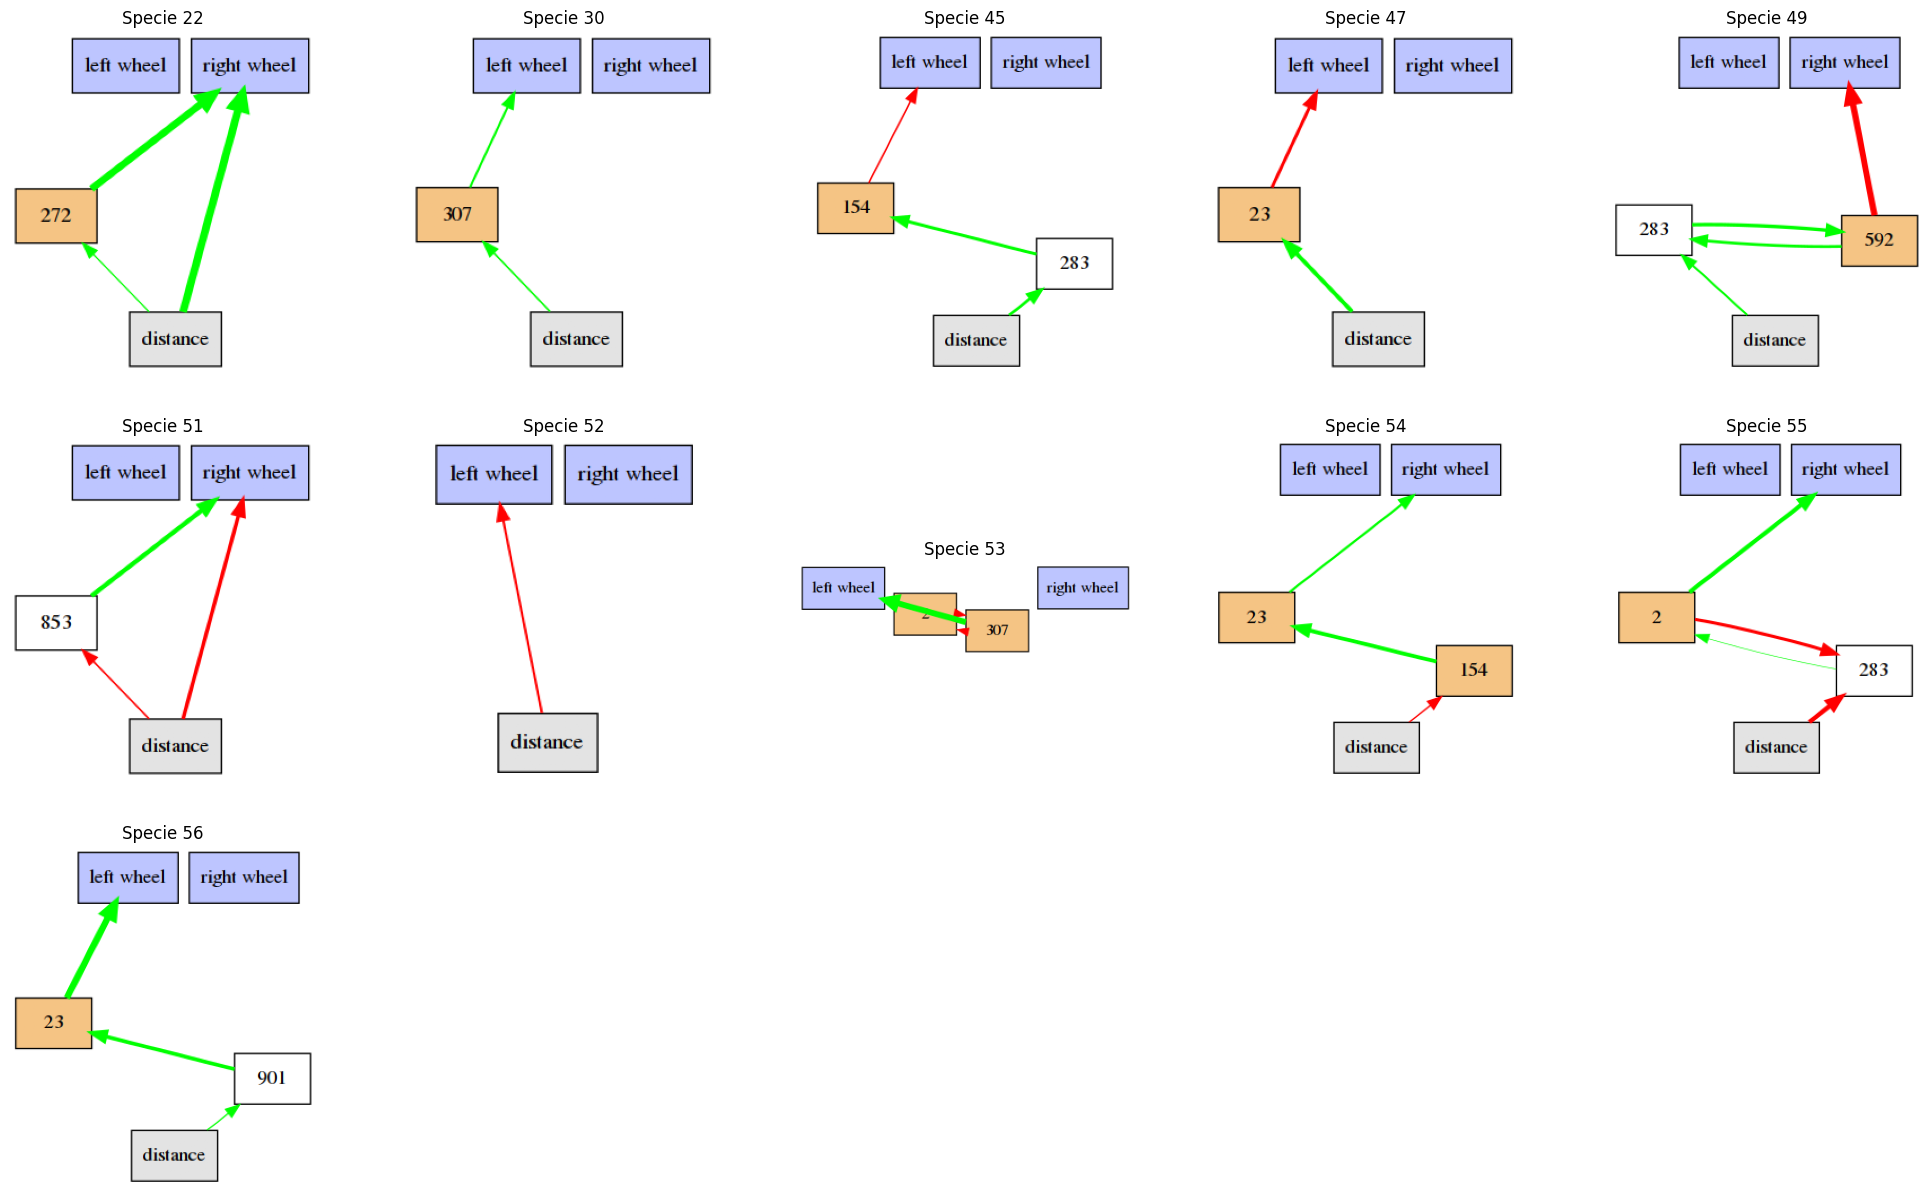 Specie 22
left wheel
right wheel
272
distance
Specie 30
left wheel
right wheel
307
distance
Specie 45
left wheel
right wheel
154
283
distance
Specie 47
left wheel
right wheel
23
distance
Specie 49
left wheel
right wheel
283
592
distance
Specie 51
left wheel
right wheel
853
distance
Specie 52
left wheel
right wheel
distance
Specie 53
left wheel
right wheel
2
307
Specie 54
left wheel
right wheel
23
154
distance
Specie 55
left wheel
right wheel
2
283
distance
Specie 56
left wheel
right wheel
23
901
distance